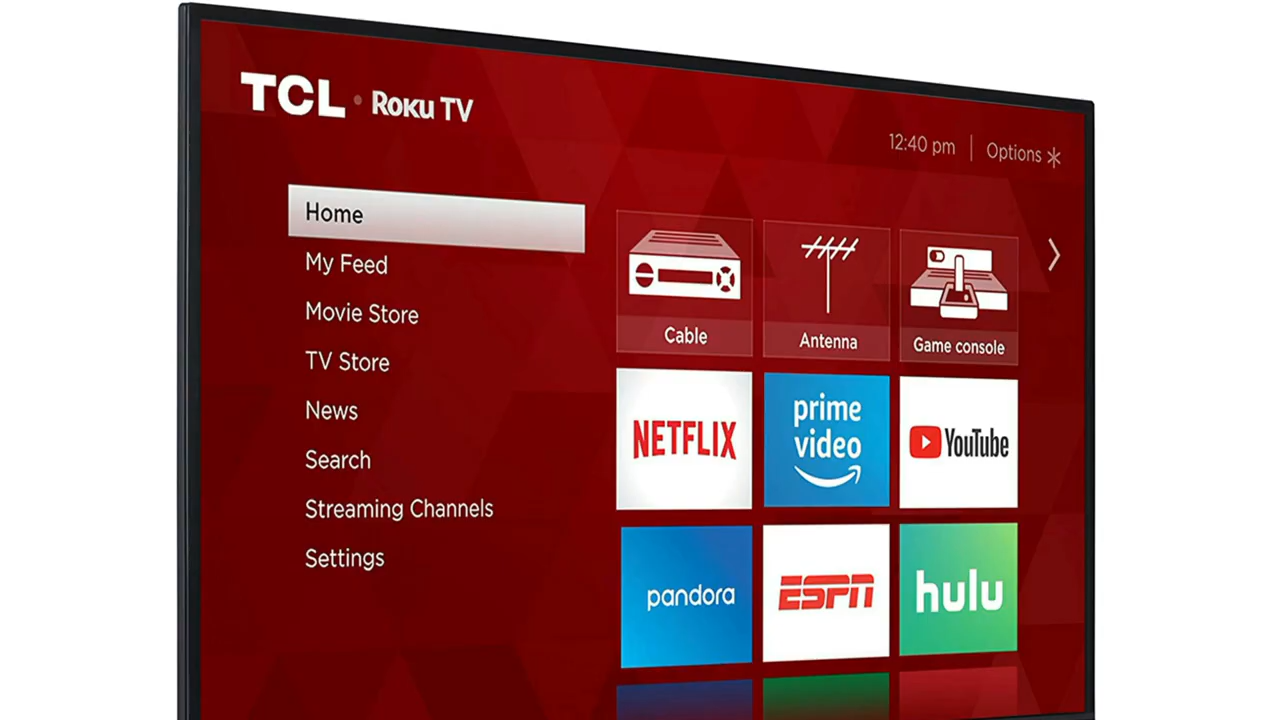 TCL • Roku TV
12:40 pm | Options
Home
My Feed
Movie Store
TV Store
News
Search
Streaming Channels
Settings
Cable
Antenna
Game console
NETFLIX
prime
video
YouTube
pandora
ESPN
hulu